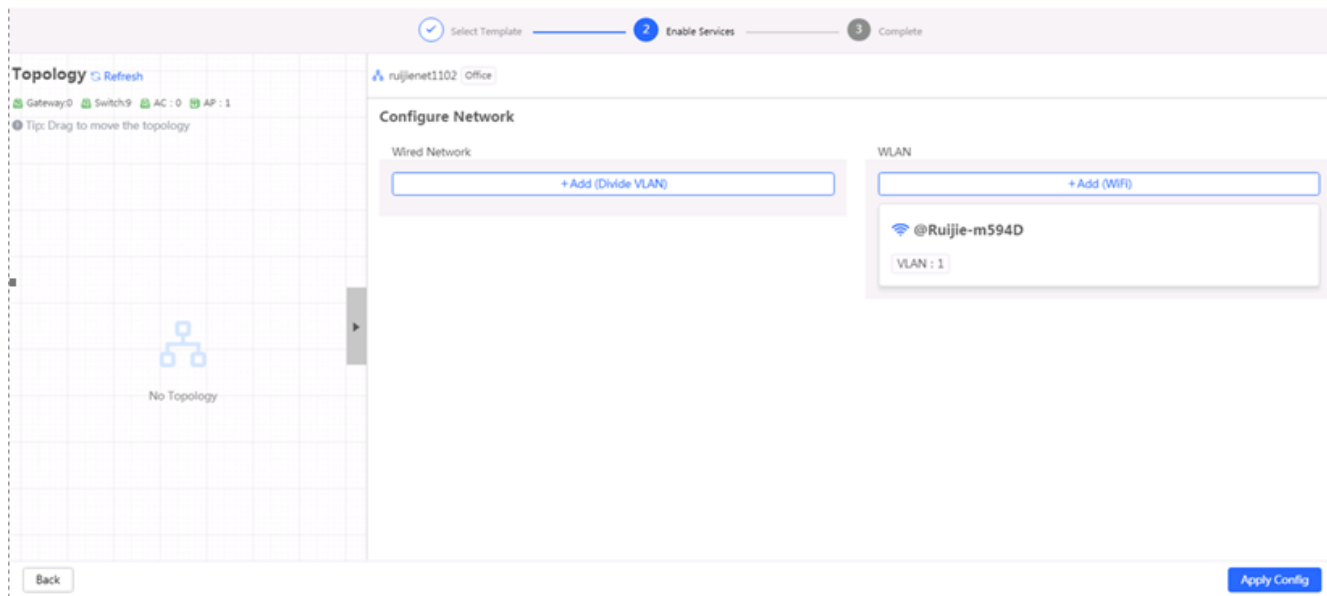 Select Template
2
Enable Services
3
Complete
Topology Refresh
Gateway:0 Switch:9 AC : 0 AP : 1
Tip: Drag to move the topology
No Topology
ruijienet1102 Office
Configure Network
Wired Network
+Add (Divide VLAN)
WLAN
+Add (WiFi)
@Ruijie-m594D
VLAN : 1
Back
Apply Config